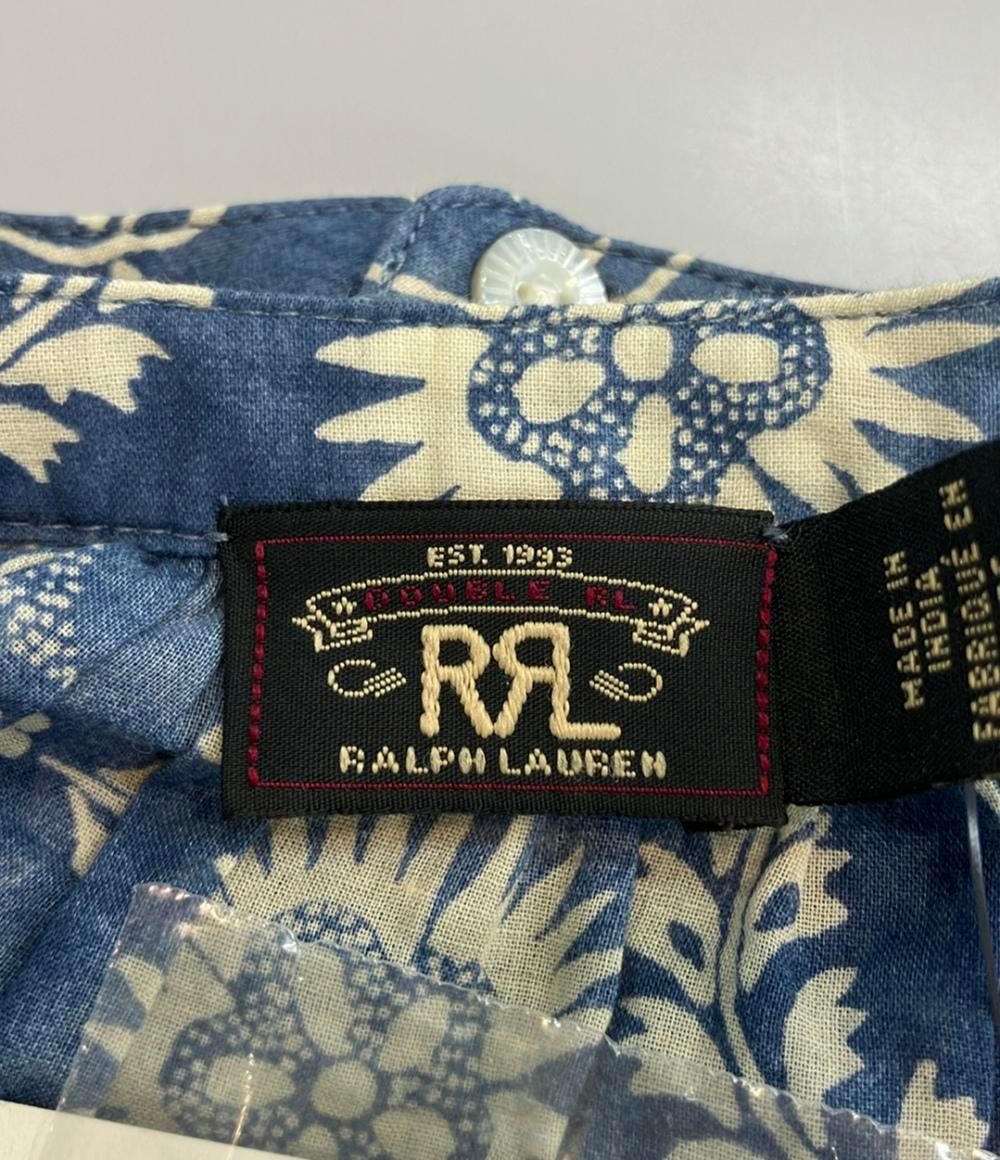 EST. 1993
DOUBLE RL
RRL
RALPH LAUREN
MADE IN
INDIA
FABRIQUÉ EN